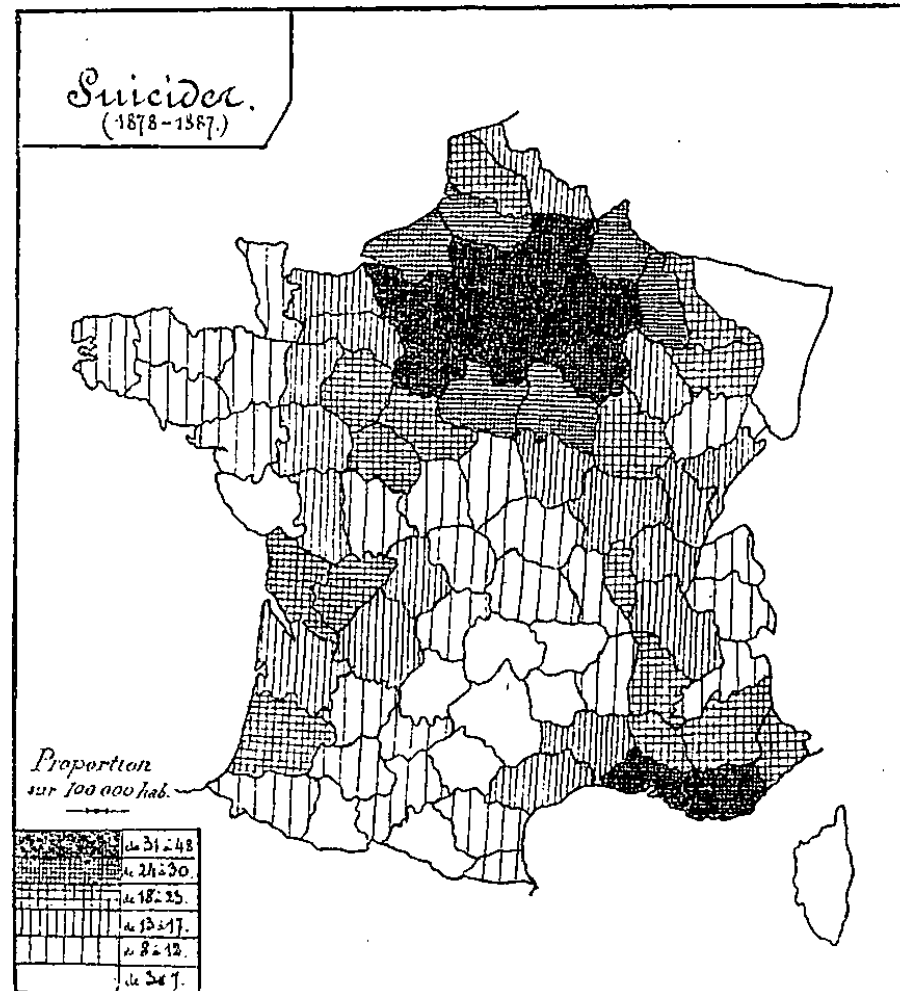 Suicides.
(1878-1887.)
Proportion
sur 100 000 hab.
de 31 à 48
de 24 à 30.
de 18 à 23.
de 13 à 17.
de 8 à 12.
de 3 à 7.